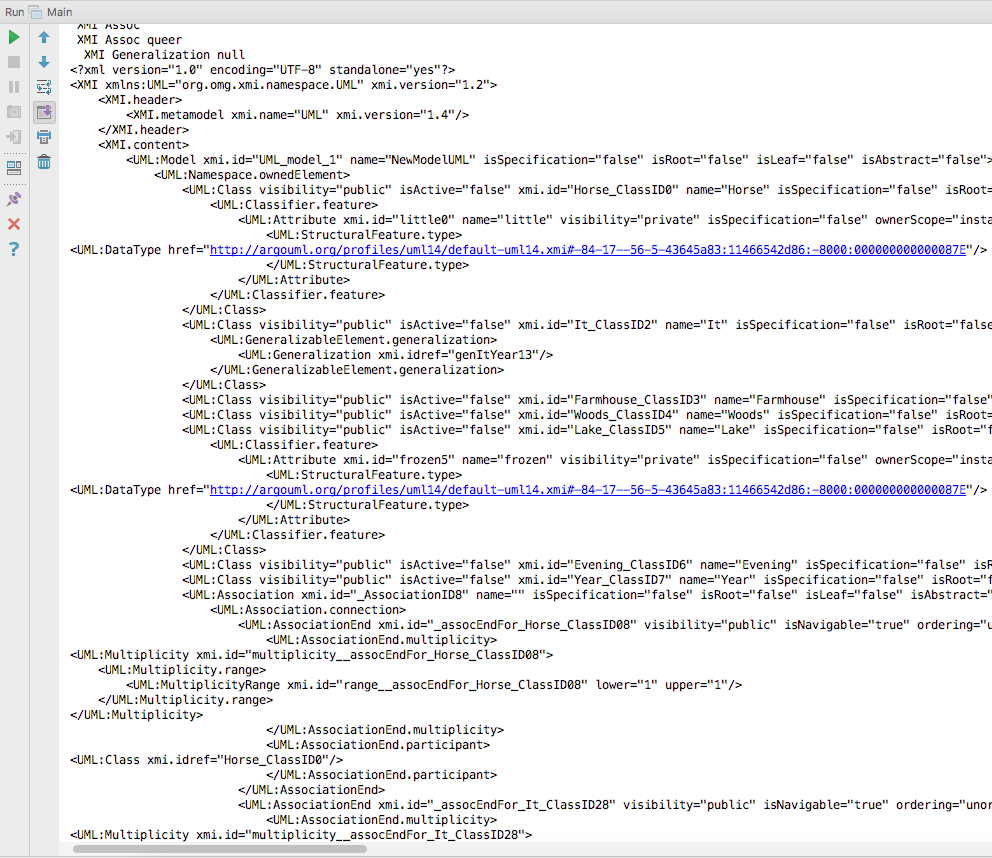 Run Main
XMI Assoc
XMI Assoc queer
XMI Generalization null
<?xml version="1.0" encoding="UTF-8" standalone="yes"?>
<XMI xmlns:UML="org.omg.xmi.namespace.UML" xmi.version="1.2">
<XMI.header>
<XMI.metamodel xmi.name="UML" xmi.version="1.4"/>
</XMI.header>
<XMI.content>
<UML:Model xmi.id="UML_model_1" name="NewModelUML" isSpecification="false" isRoot="false" isLeaf="false" isAbstract="false">
<UML:Namespace.ownedElement>
<UML:Class visibility="public" isActive="false" xmi.id="Horse_ClassID0" name="Horse" isSpecification="false" isRoot=
<UML:Classifier.feature>
<UML:Attribute xmi.id="little0" name="little" visibility="private" isSpecification="false" ownerScope="insta
<UML:StructuralFeature.type>
<UML:DataType href="http://argouml.org/profiles/uml14/default-uml14.xmi#-84-17--56-5-43645a83:11466542d86:-8000:000000000000087E"/>
</UML:StructuralFeature.type>
</UML:Attribute>
</UML:Classifier.feature>
</UML:Class>
<UML:Class visibility="public" isActive="false" xmi.id="It_ClassID2" name="It" isSpecification="false" isRoot="false
<UML:GeneralizableElement.generalization>
<UML:Generalization xmi.idref="genItYear13"/>
</UML:GeneralizableElement.generalization>
</UML:Class>
<UML:Class visibility="public" isActive="false" xmi.id="Farmhouse_ClassID3" name="Farmhouse" isSpecification="false"
<UML:Class visibility="public" isActive="false" xmi.id="Woods_ClassID4" name="Woods" isSpecification="false" isRoot=
<UML:Class visibility="public" isActive="false" xmi.id="Lake_ClassID5" name="Lake" isSpecification="false" isRoot="f
<UML:Classifier.feature>
<UML:Attribute xmi.id="frozen5" name="frozen" visibility="private" isSpecification="false" ownerScope="insta
<UML:StructuralFeature.type>
<UML:DataType href="http://argouml.org/profiles/uml14/default-uml14.xmi#-84-17--56-5-43645a83:11466542d86:-8000:000000000000087E"/>
</UML:StructuralFeature.type>
</UML:Attribute>
</UML:Classifier.feature>
</UML:Class>
<UML:Class visibility="public" isActive="false" xmi.id="Evening_ClassID6" name="Evening" isSpecification="false" isR
<UML:Class visibility="public" isActive="false" xmi.id="Year_ClassID7" name="Year" isSpecification="false" isRoot="f
<UML:Association xmi.id="_AssociationID8" name="" isSpecification="false" isRoot="false" isLeaf="false" isAbstract="
<UML:Association.connection>
<UML:AssociationEnd xmi.id="_assocEndFor_Horse_ClassID08" visibility="public" isNavigable="true" ordering="u
<UML:AssociationEnd.multiplicity>
<UML:Multiplicity xmi.id="multiplicity__assocEndFor_Horse_ClassID08">
<UML:Multiplicity.range>
<UML:MultiplicityRange xmi.id="range__assocEndFor_Horse_ClassID08" lower="1" upper="1"/>
</UML:Multiplicity.range>
</UML:Multiplicity>
</UML:AssociationEnd.multiplicity>
<UML:AssociationEnd.participant>
<UML:Class xmi.idref="Horse_ClassID0"/>
</UML:AssociationEnd.participant>
</UML:AssociationEnd>
<UML:AssociationEnd xmi.id="_assocEndFor_It_ClassID28" visibility="public" isNavigable="true" ordering="unor
<UML:AssociationEnd.multiplicity>
<UML:Multiplicity xmi.id="multiplicity__assocEndFor_It_ClassID28">